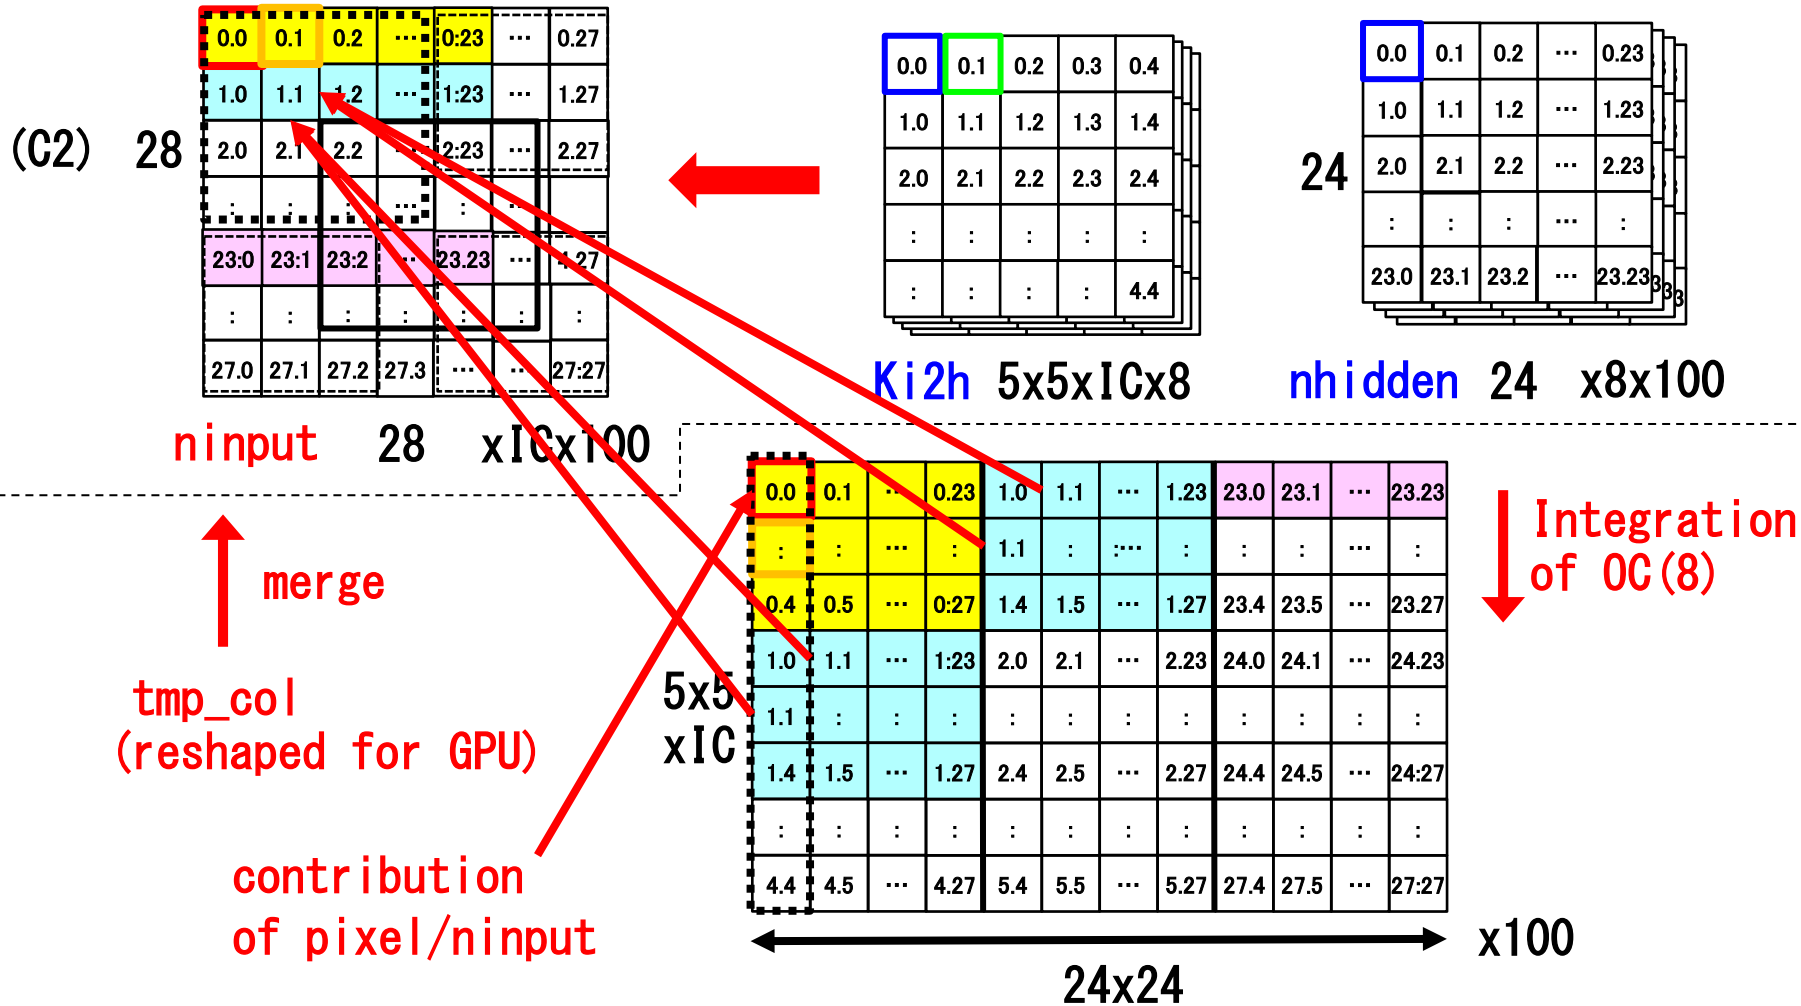 0.0 0.1 0.2 ⋯ 0:23 ⋯ 0.27
1.0 1.1 1.2 ⋯ 1:23 ⋯ 1.27
2.0 2.1 2.2 ⋯ 2:23 ⋯ 2.27
: : : ⋯ : ⋯
23:0 23:1 23:2 ⋯ 23.23 ⋯ 4.27
: : : : : : :
27.0 27.1 27.2 27.3 ⋯ ‥ 27:27
(C2) 28
ninput 28 xICx100
0.0 0.1 0.2 0.3 0.4
1.0 1.1 1.2 1.3 1.4
2.0 2.1 2.2 2.3 2.4
: : : : :
: : : : 4.4
Ki2h 5x5xICx8
0.0 0.1 0.2 ⋯ 0.23
1.0 1.1 1.2 ⋯ 1.23
2.0 2.1 2.2 ⋯ 2.23
: : : ⋯ :
23.0 23.1 23.2 ⋯ 23.23
24
nhidden 24 x8x100
merge
tmp_col
(reshaped for GPU)
contribution
of pixel/ninput
0.0 0.1 ⋯ 0.23 1.0 1.1 ⋯ 1.23 23.0 23.1 ⋯ 23.23
: : ⋯ : 1.1 : :⋯ : : : ⋯ :
0.4 0.5 ⋯ 0:27 1.4 1.5 ⋯ 1.27 23.4 23.5 ⋯ 23.27
1.0 1.1 ⋯ 1:23 2.0 2.1 ⋯ 2.23 24.0 24.1 ⋯ 24.23
1.1 : : : : : : : : : : :
1.4 1.5 ⋯ 1.27 2.4 2.5 ⋯ 2.27 24.4 24.5 ⋯ 24:27
: : : : : : : : : : : :
4.4 4.5 ⋯ 4.27 5.4 5.5 ⋯ 5.27 27.4 27.5 ⋯ 27:27
5x5
xIC
24x24
x100
Integration
of OC(8)